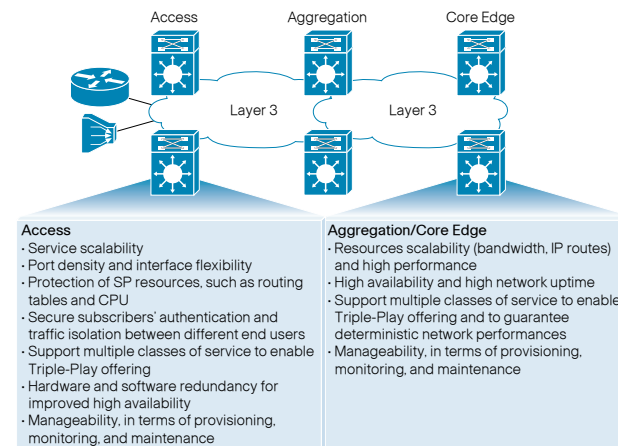 Access
Aggregation
Core Edge
Layer 3
Layer 3
Access
· Service scalability
· Port density and interface flexibility
· Protection of SP resources, such as routing
tables and CPU
· Secure subscribers' authentication and
traffic isolation between different end users
· Support multiple classes of service to enable
Triple-Play offering
· Hardware and software redundancy for
improved high availability
· Manageability, in terms of provisioning,
monitoring, and maintenance
Aggregation/Core Edge
· Resources scalability (bandwidth, IP routes)
and high performance
· High availability and high network uptime
· Support multiple classes of service to enable
Triple-Play offering and to guarantee
deterministic network performances
· Manageability, in terms of provisioning,
monitoring, and maintenance